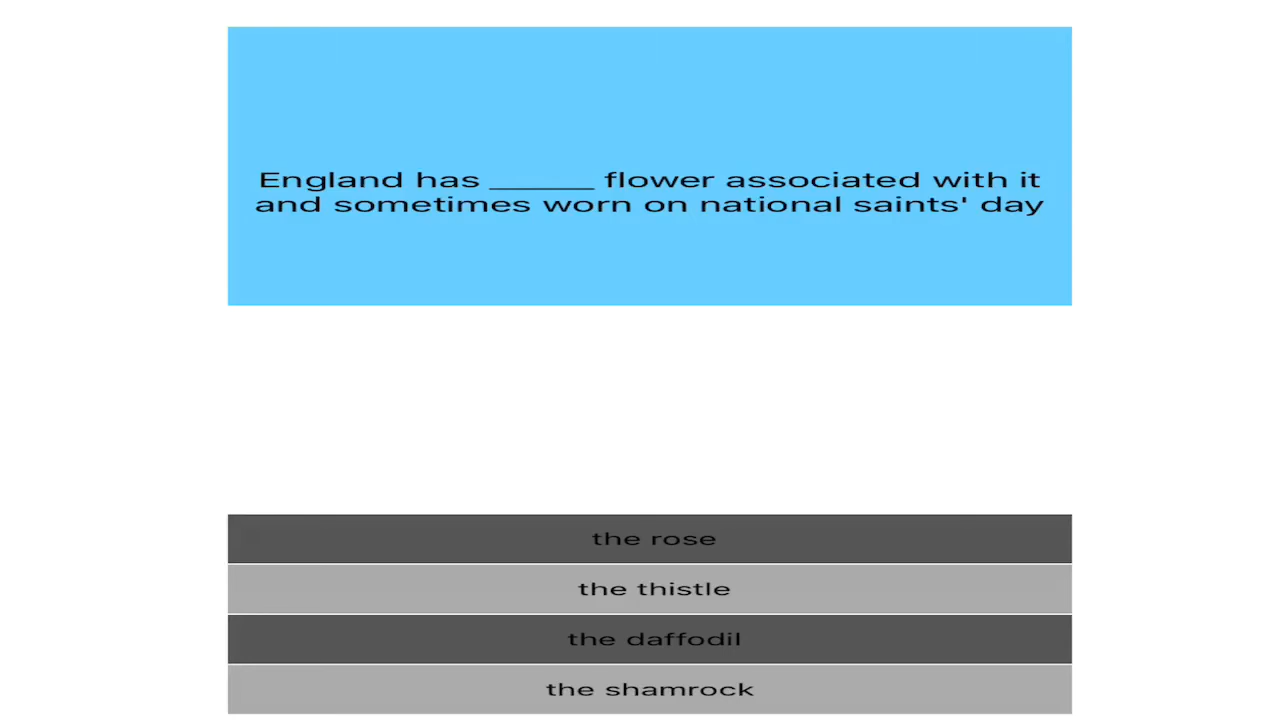 England has ______ flower associated with it
and sometimes worn on national saints' day
the rose
the thistle
the daffodil
the shamrock